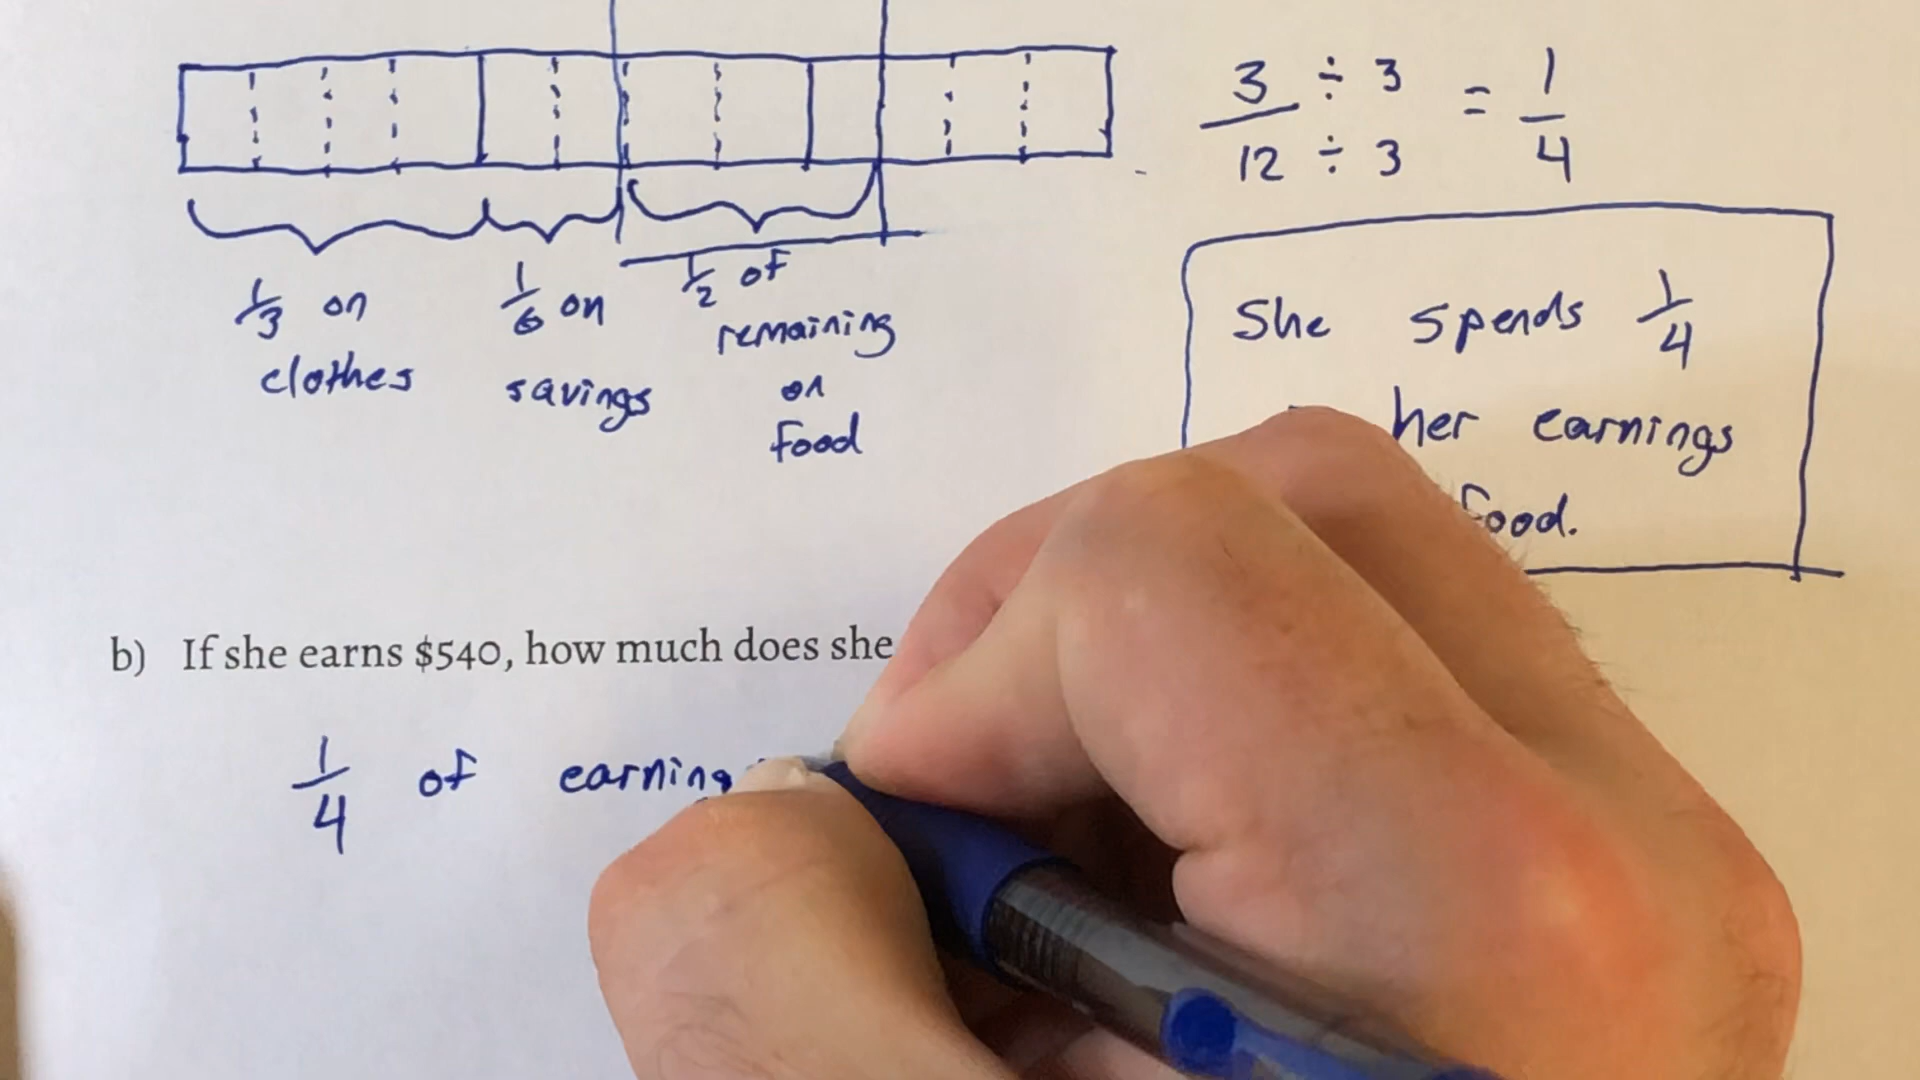 3 ÷ 3 = 1
12 ÷ 3 4
1/3 on
clothes
1/6 on
savings
1/2 of
remaining
on
food
She spends 1/4
her earnings
food.
b) If she earns $540, how much does she
1/4 of earning